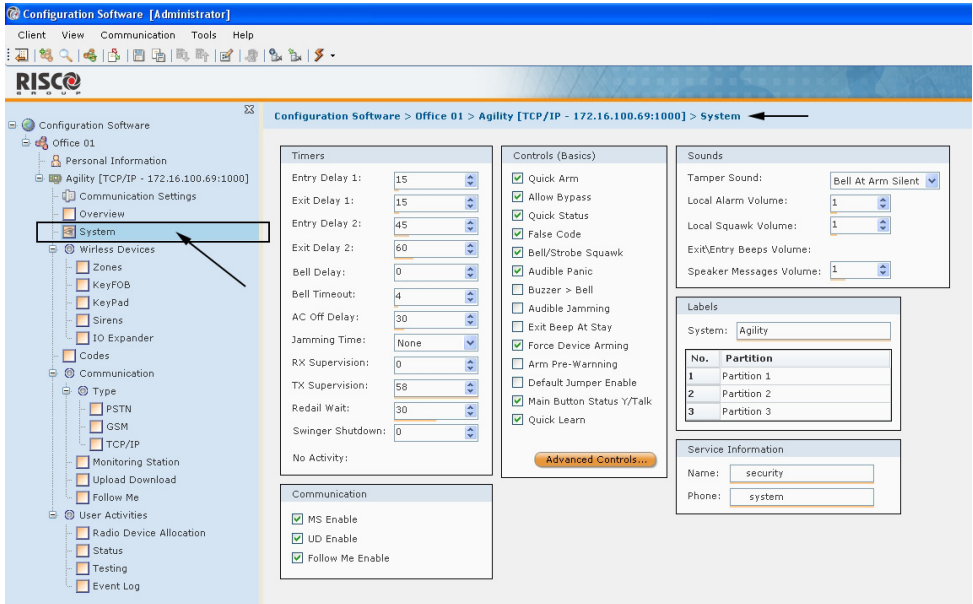 Configuration Software [Administrator]
Client View Communication Tools Help
RISCO
GROUP
Configuration Software
Office 01
Personal Information
Agility [TCP/IP - 172.16.100.69:1000]
Communication Settings
Overview
System
Wirless Devices
Zones
KeyFOB
KeyPad
Sirens
IO Expander
Codes
Communication
Type
PSTN
GSM
TCP/IP
Monitoring Station
Upload Download
Follow Me
User Activities
Radio Device Allocation
Status
Testing
Event Log
Configuration Software > Office 01 > Agility [TCP/IP - 172.16.100.69:1000] > System
Timers
Entry Delay 1: 15
Exit Delay 1: 15
Entry Delay 2: 45
Exit Delay 2: 60
Bell Delay: 0
Bell Timeout: 4
AC Off Delay: 30
Jamming Time: None
RX Supervision: 0
TX Supervision: 58
Redail Wait: 30
Swinger Shutdown: 0
No Activity:
Communication
MS Enable
UD Enable
Follow Me Enable
Controls (Basics)
Quick Arm
Allow Bypass
Quick Status
False Code
Bell/Strobe Squawk
Audible Panic
Buzzer > Bell
Audible Jamming
Exit Beep At Stay
Force Device Arming
Arm Pre-Warnning
Default Jumper Enable
Main Button Status Y/Talk
Quick Learn
Advanced Controls...
Sounds
Tamper Sound: Bell At Arm Silent
Local Alarm Volume: 1
Local Squawk Volume: 1
Exit\Entry Beeps Volume:
Speaker Messages Volume: 1
Labels
System: Agility
No. Partition
1 Partition 1
2 Partition 2
3 Partition 3
Service Information
Name: security
Phone: system